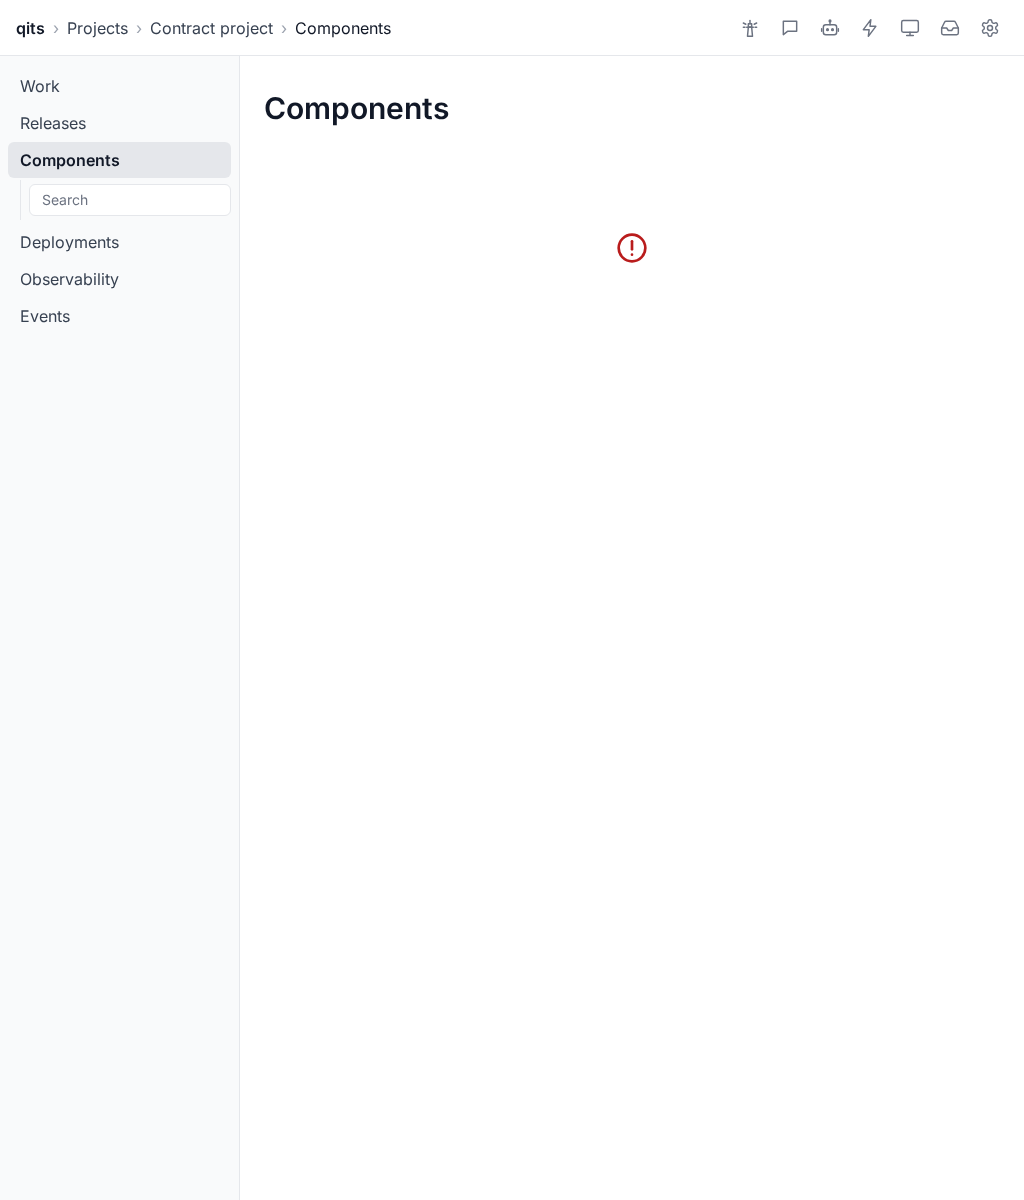 qits › Projects › Contract project › Components
Work
Releases
Components
Search
Deployments
Observability
Events
Components